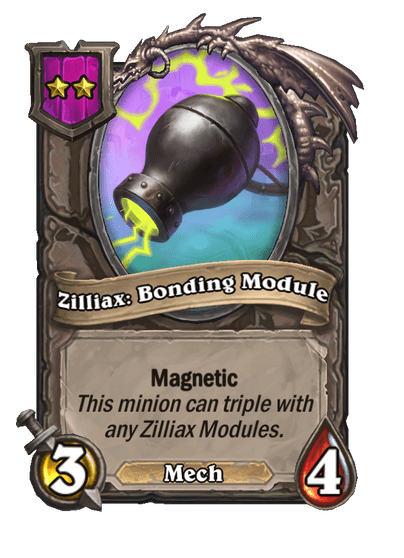 Zilliax: Bonding Module
Magnetic
This minion can triple with
any Zilliax Modules.
3
Mech
4